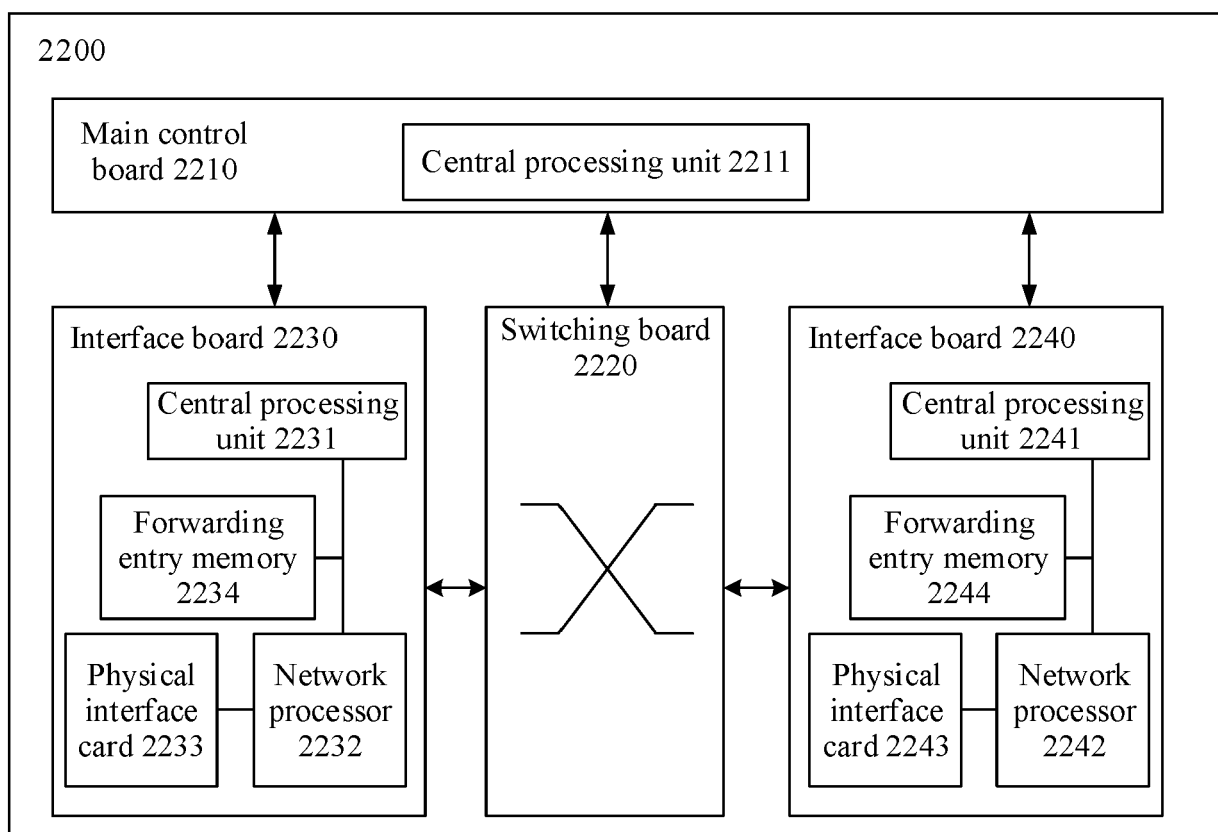 2200
Main control
board 2210
Central processing unit 2211
Interface board 2230
Central processing
unit 2231
Forwarding
entry memory
2234
Physical
interface
card 2233
Network
processor
2232
Switching board
2220
Interface board 2240
Central processing
unit 2241
Forwarding
entry memory
2244
Physical
interface
card 2243
Network
processor
2242